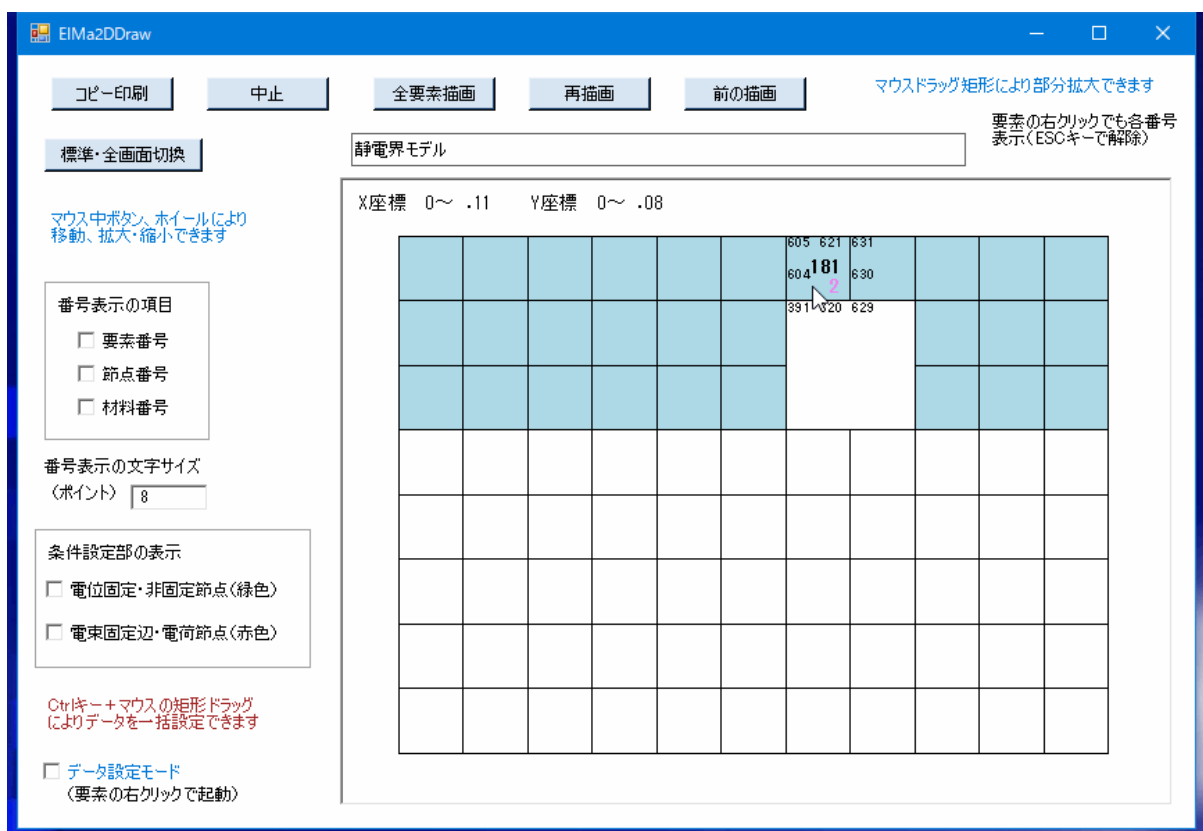 ElMa2DDraw
コピー印刷
中止
全要素描画
再描画
前の描画
マウスドラッグ矩形により部分拡大できます
要素の右クリックでも各番号
表示（ESCキーで解除）
標準・全画面切換
静電界モデル
マウス中ボタン、ホイールにより
移動、拡大・縮小できます
X座標 0～ .11 Y座標 0～ .08
605 621 631
604 181 630
2
391 620 629
番号表示の項目
要素番号
節点番号
材料番号
番号表示の文字サイズ
（ポイント） 8
条件設定部の表示
電位固定・非固定節点（緑色）
電束固定辺・電荷節点（赤色）
Ctrlキー＋マウスの矩形ドラッグ
によりデータを一括設定できます
データ設定モード
（要素の右クリックで起動）